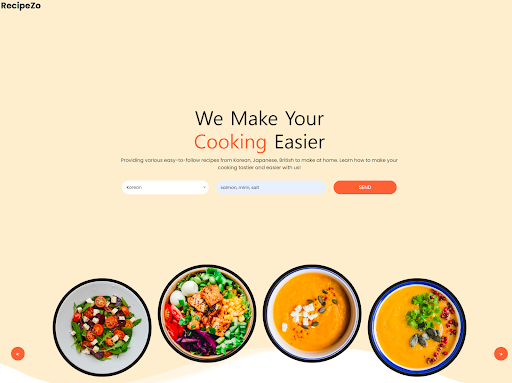 RecipeZo
We Make Your
Cooking Easier
Providing various easy-to-follow recipes from Korean, Japanese, British to make at home. Learn how to make your
cooking tastier and easier with us!
Korean
salmon, mirin, salt
SEND